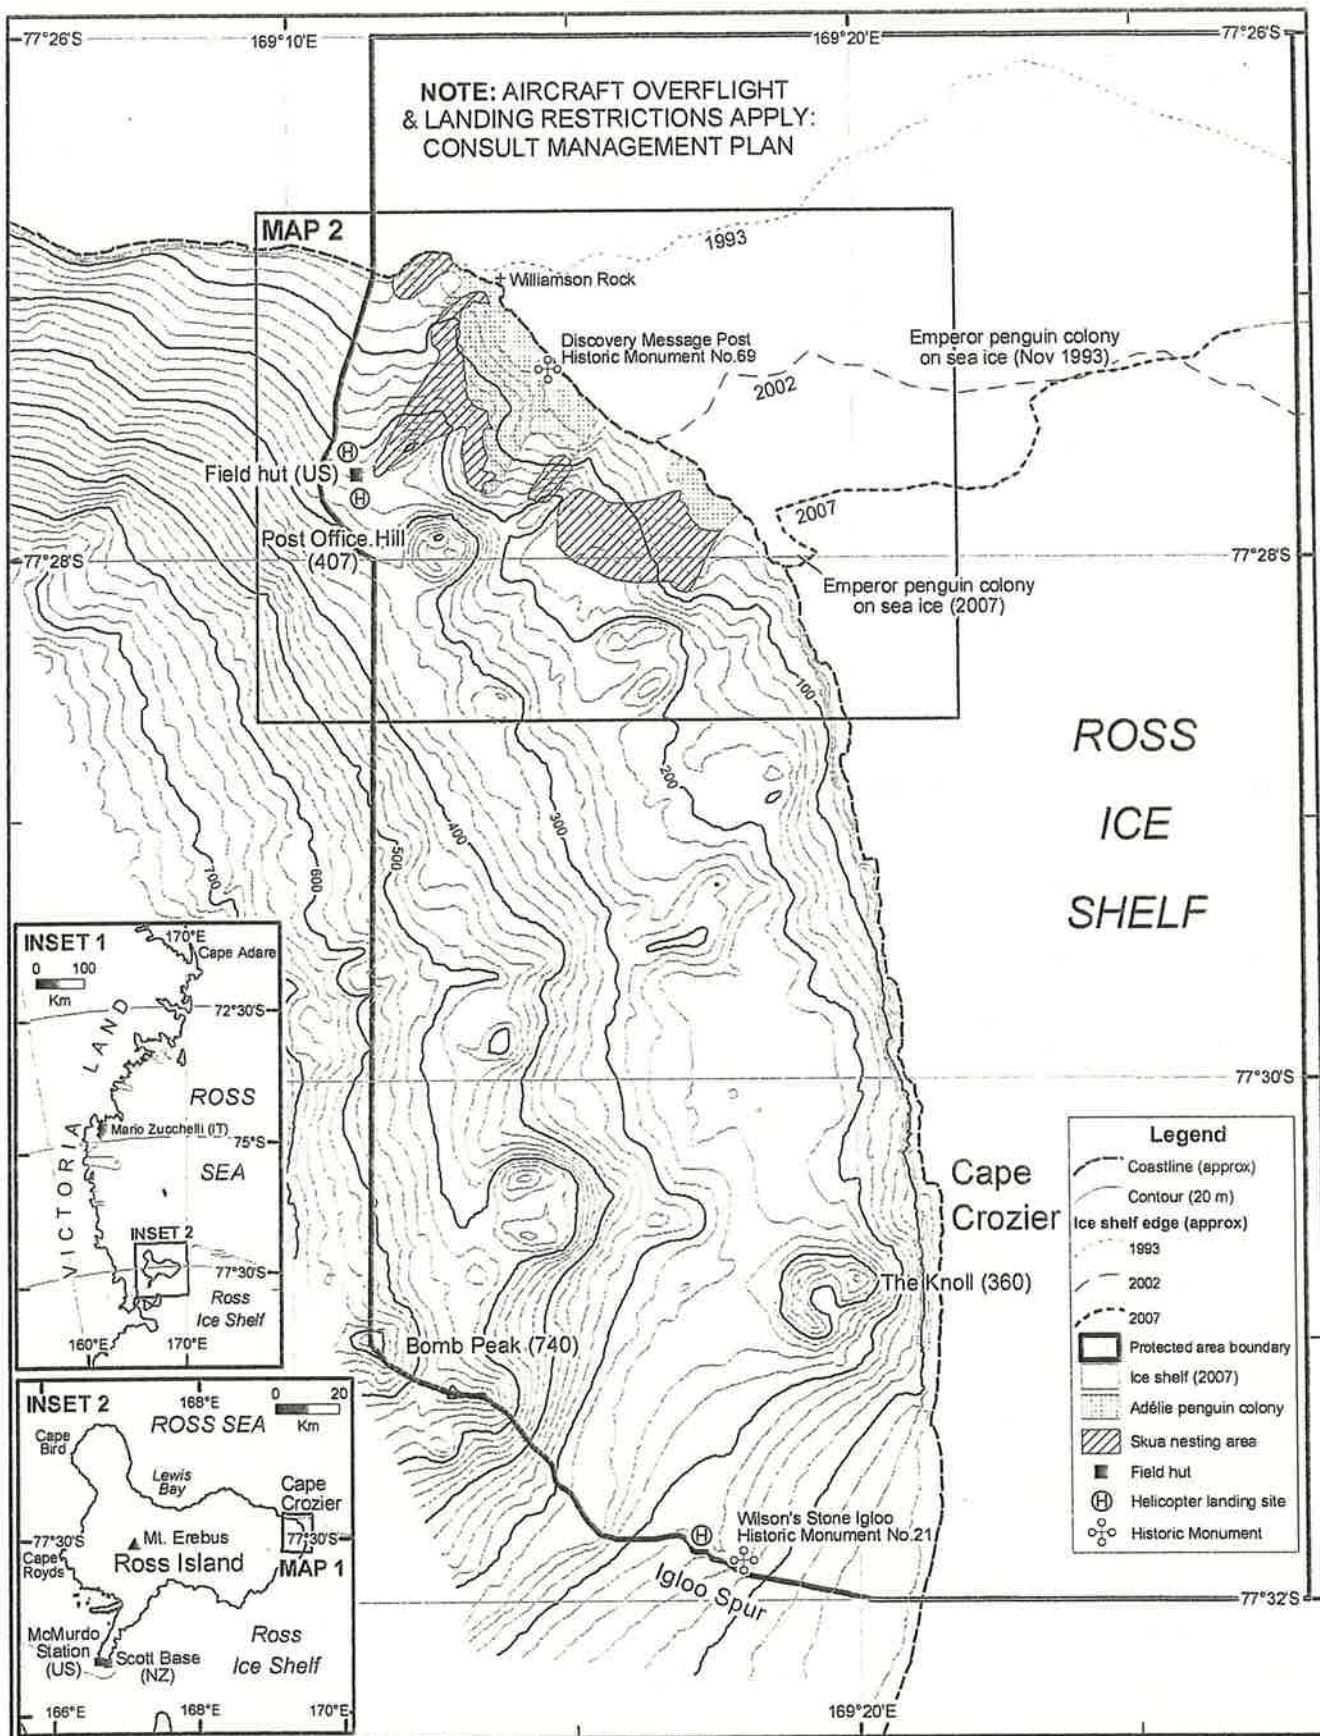 77°26'S
169°10'E
169°20'E
77°26'S
NOTE: AIRCRAFT OVERFLIGHT
& LANDING RESTRICTIONS APPLY:
CONSULT MANAGEMENT PLAN
MAP 2
1993
Williamson Rock
Discovery Message Post
Historic Monument No.69
Emperor penguin colony
on sea ice (Nov 1993)
2002
H
Field hut (US)
H
2007
Post Office Hill
(407)
77°28'S
77°28'S
Emperor penguin colony
on sea ice (2007)
100
ROSS
ICE
SHELF
200
300
400
500
600
700
INSET 1
0 100
Km
170°E
Cape Adare
72°30'S
VICTORIA LAND
ROSS
SEA
Mario Zucchelli (IT)
75°S
INSET 2
77°30'S
Ross
Ice Shelf
160°E
170°E
77°30'S
Cape
Crozier
The Knoll (360)
Bomb Peak (740)
Legend
Coastline (approx)
Contour (20 m)
Ice shelf edge (approx)
1993
2002
2007
Protected area boundary
Ice shelf (2007)
Adélie penguin colony
Skua nesting area
Field hut
H Helicopter landing site
Historic Monument
INSET 2
168°E
0 20
Km
ROSS SEA
Cape
Bird
Lewis
Bay
Cape
Crozier
77°30'S
Mt. Erebus
77°30'S
Ross Island
MAP 1
Cape
Royds
McMurdo
Station
(US)
Scott Base
(NZ)
Ross
Ice Shelf
166°E
168°E
170°E
H
Wilson's Stone Igloo
Historic Monument No.21
Igloo Spur
77°32'S
169°20'E